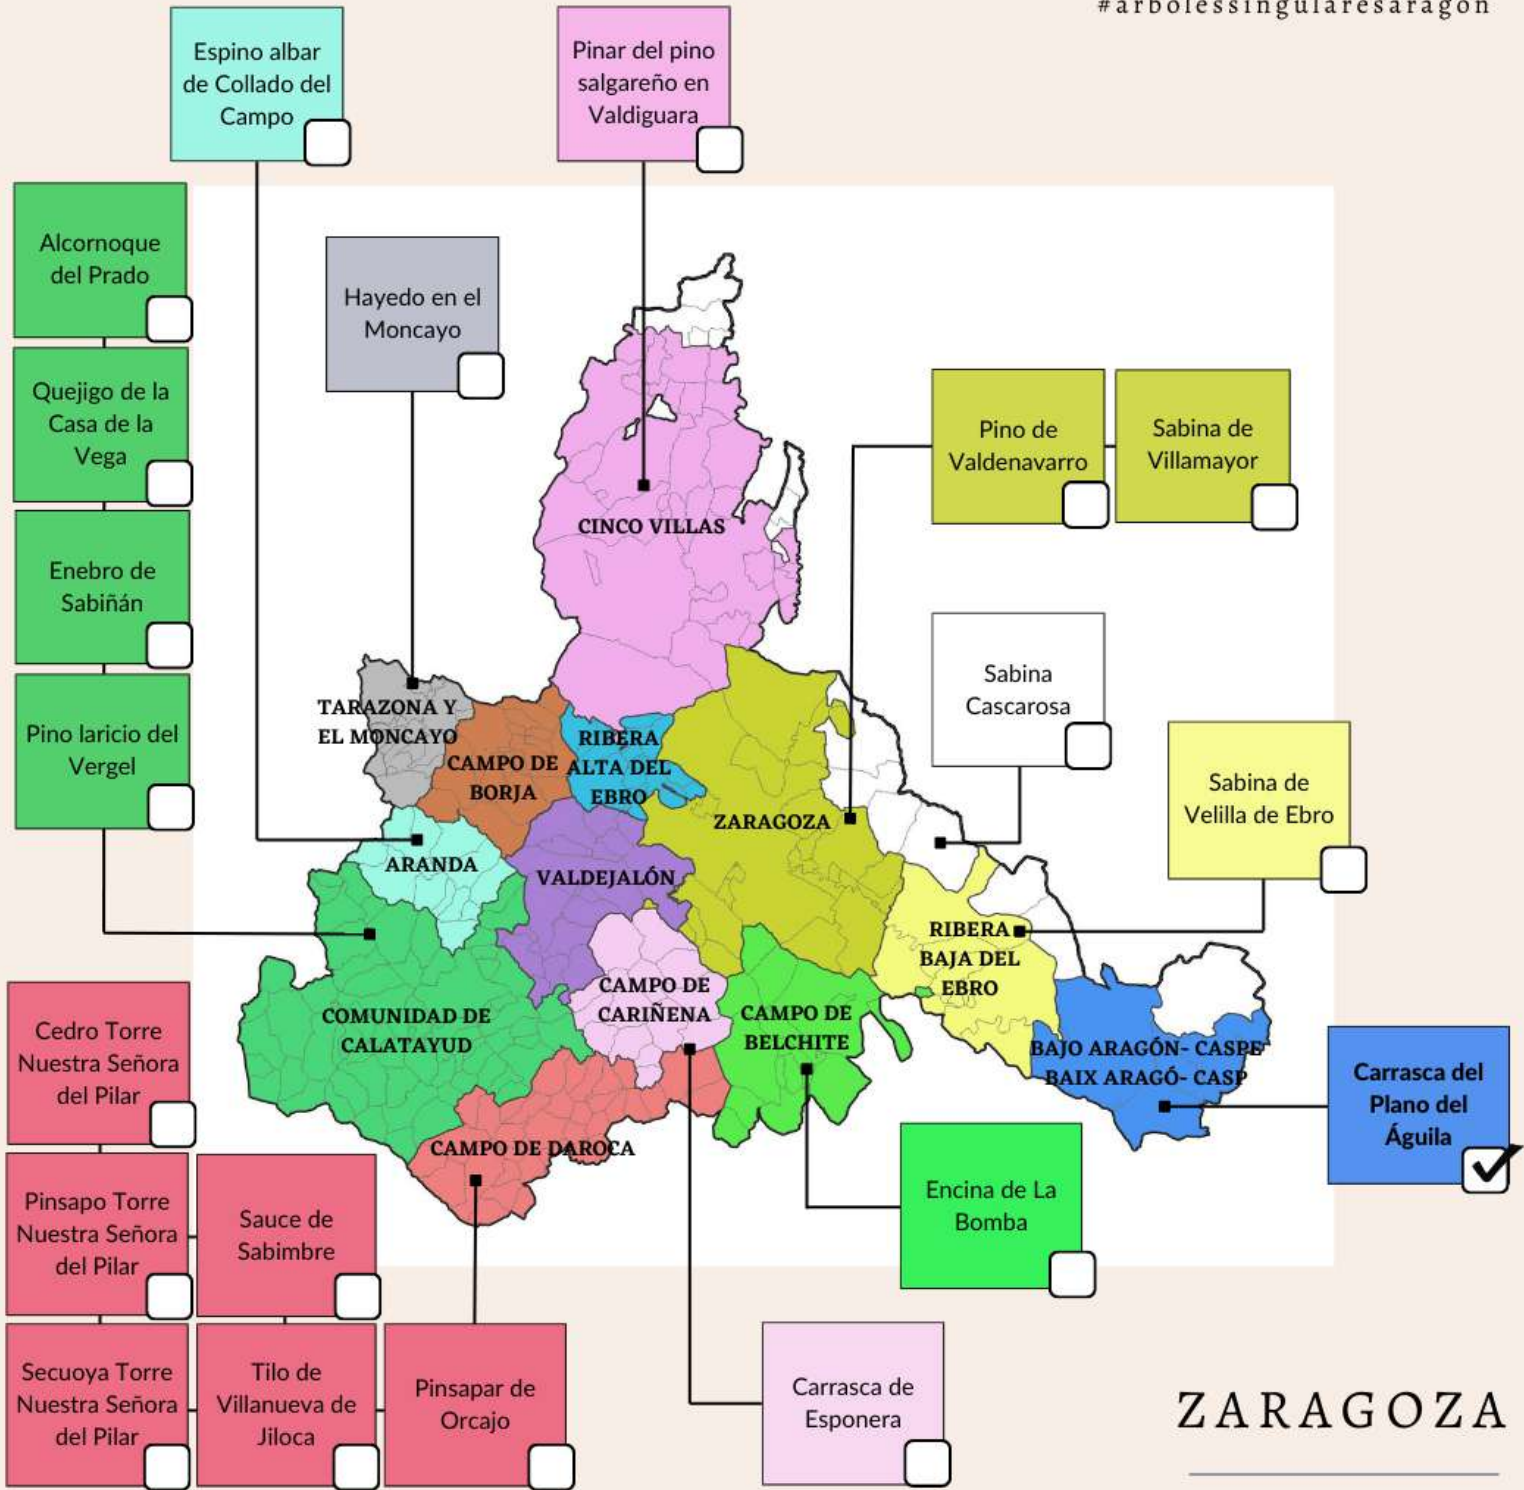 #arbolessingularesaragon
Espino albar
de Collado del
Campo
Pinar del pino
salgareño en
Valdiguara
Alcornoque
del Prado
Hayedo en el
Moncayo
Quejigo de la
Casa de la
Vega
Pino de
Valdenavarro
Sabina de
Villamayor
CINCO VILLAS
Enebro de
Sabiñán
Sabina
Cascarosa
Pino laricio del
Vergel
TARAZONA Y
EL MONCAYO
CAMPO DE
BORJA
RIBERA
ALTA DEL
EBRO
ZARAGOZA
Sabina de
Velilla de Ebro
ARANDA
VALDEJALÓN
RIBERA
BAJA DEL
EBRO
COMUNIDAD DE
CALATAYUD
CAMPO DE
CARIÑENA
CAMPO DE
BELCHITE
BAJO ARAGÓN- CASPE
BAIX ARAGÓ- CASP
Carrasca del
Plano del
Águila
Cedro Torre
Nuestra Señora
del Pilar
CAMPO DE DAROCA
Pinsapo Torre
Nuestra Señora
del Pilar
Sauce de
Sabimbre
Encina de La
Bomba
Secuoya Torre
Nuestra Señora
del Pilar
Tilo de
Villanueva de
Jiloca
Pinsapar de
Orcajo
Carrasca de
Esponera
ZARAGOZA